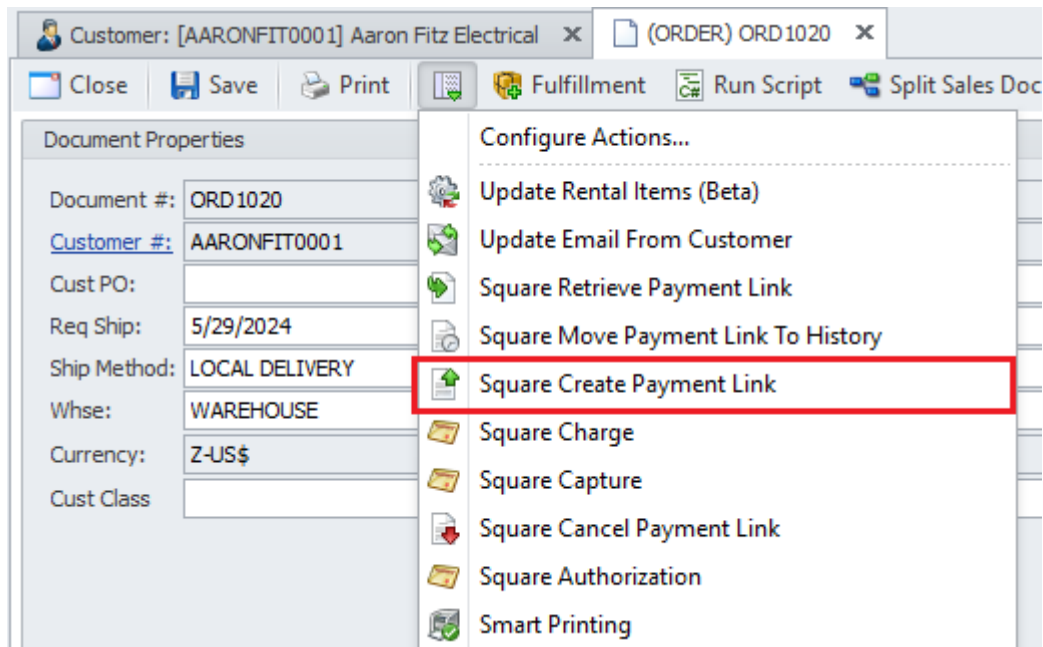 Customer: [AARONFIT0001] Aaron Fitz Electrical
(ORDER) ORD1020
Close Save Print Fulfillment Run Script Split Sales Doc
Document Properties
Document #: ORD1020
Customer #: AARONFIT0001
Cust PO:
Req Ship: 5/29/2024
Ship Method: LOCAL DELIVERY
Whse: WAREHOUSE
Currency: Z-US$
Cust Class
Configure Actions...
Update Rental Items (Beta)
Update Email From Customer
Square Retrieve Payment Link
Square Move Payment Link To History
Square Create Payment Link
Square Charge
Square Capture
Square Cancel Payment Link
Square Authorization
Smart Printing